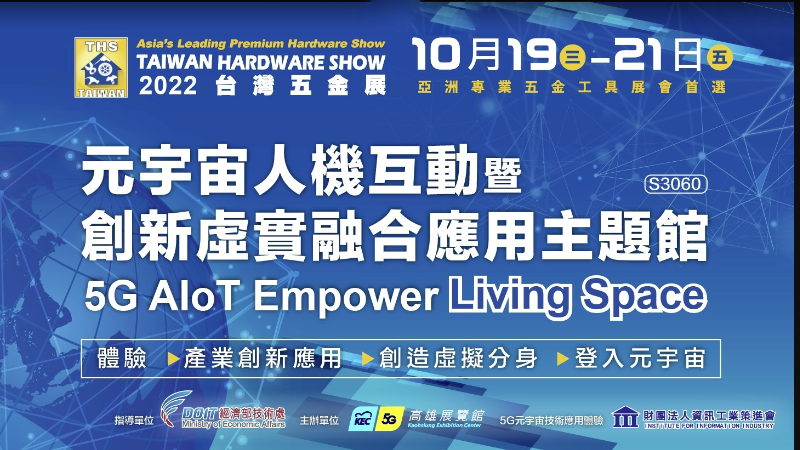 THS
TAIWAN
Asia's Leading Premium Hardware Show
TAIWAN HARDWARE SHOW
2022 台灣五金展
10月19三-21日五
亞洲專業五金工具展會首選
元宇宙人機互動暨
S3060
創新虛實融合應用主題館
5G AIoT Empower Living Space
體驗 ▶產業創新應用 ▶創造虛擬分身 ▶登入元宇宙
指導單位 DOIT 經濟部技術處 Ministry of Economic Affairs
主辦單位 KEC 5G 高雄展覽館 Kaohsiung Exhibition Center
5G元宇宙技術應用體驗 財團法人資訊工業策進會 INSTITUTE FOR INFORMATION INDUSTRY